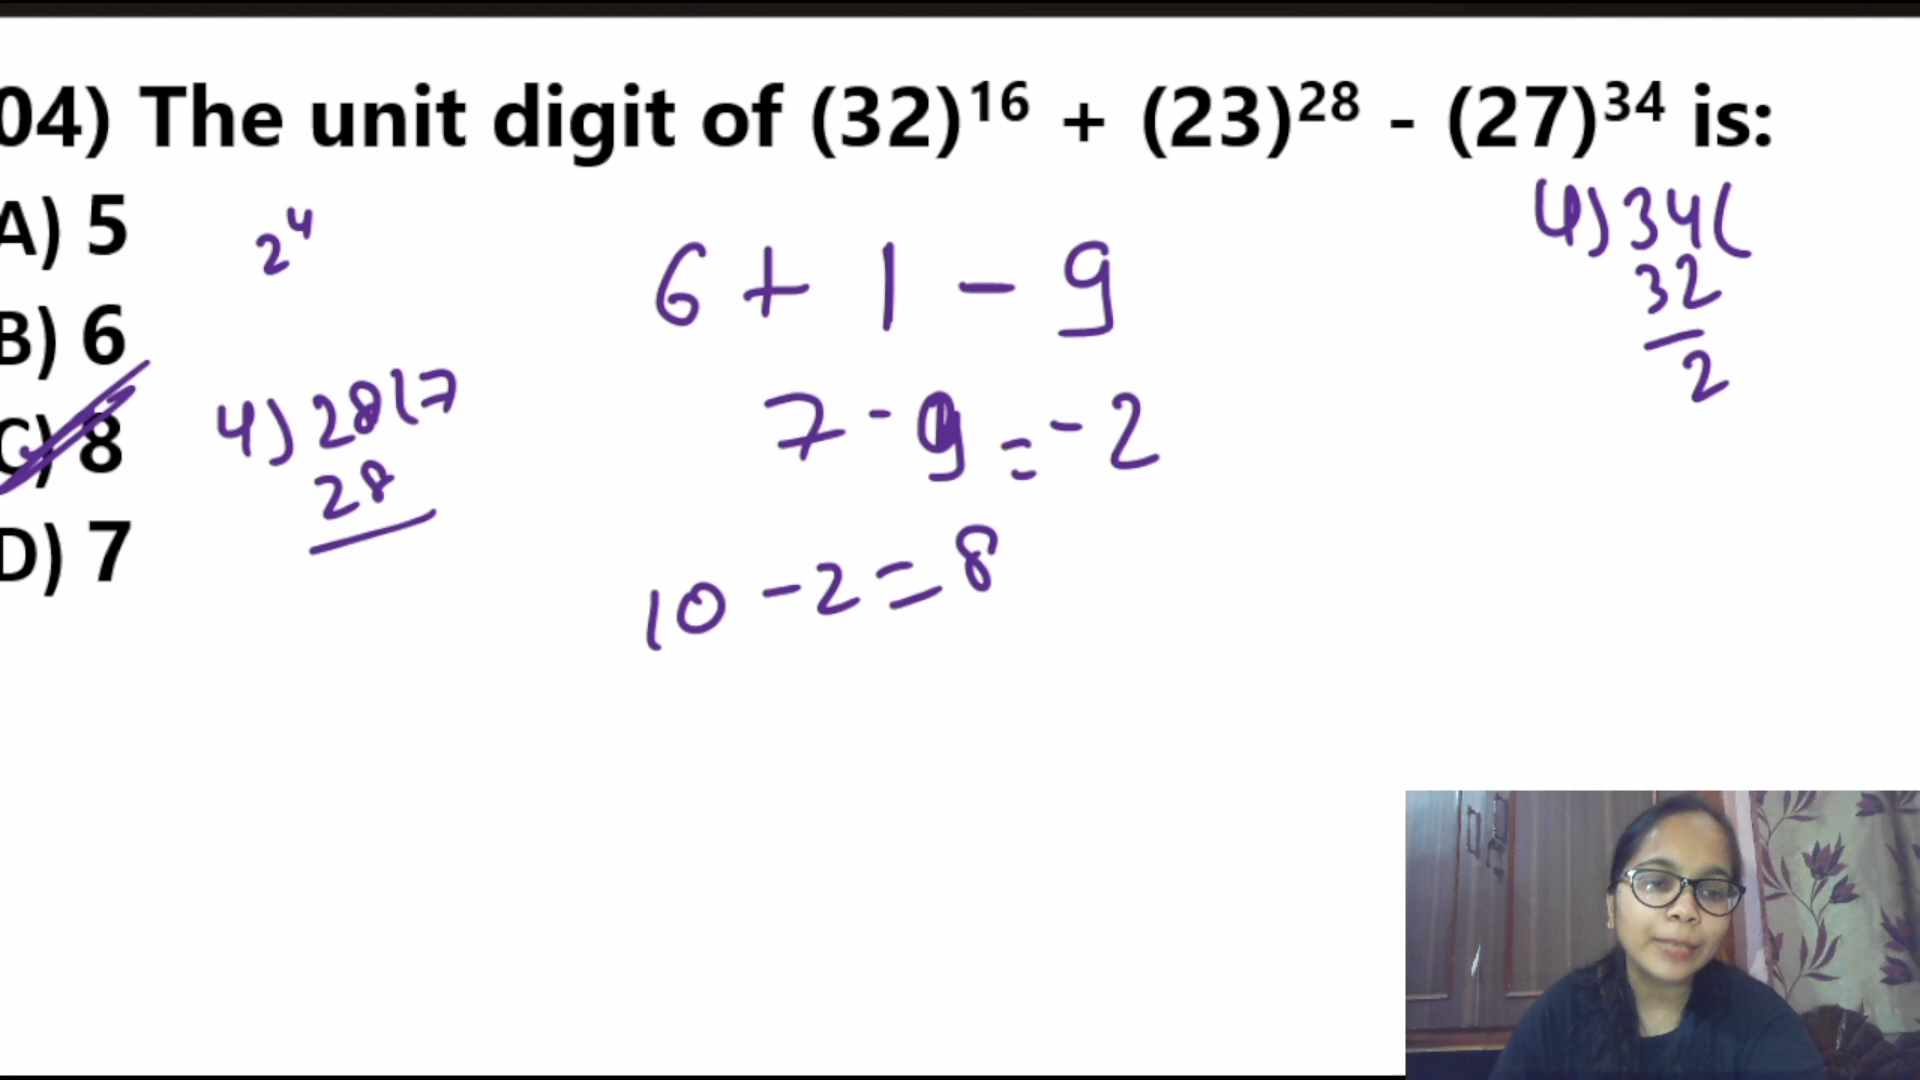 04) The unit digit of (32)¹⁶ + (23)²⁸ - (27)³⁴ is:
A) 5
B) 6
C) 8
D) 7
2⁴
4)28(7
28
6 + 1 - 9
7 - 9 = -2
10 - 2 = 8
4)34(
32
2